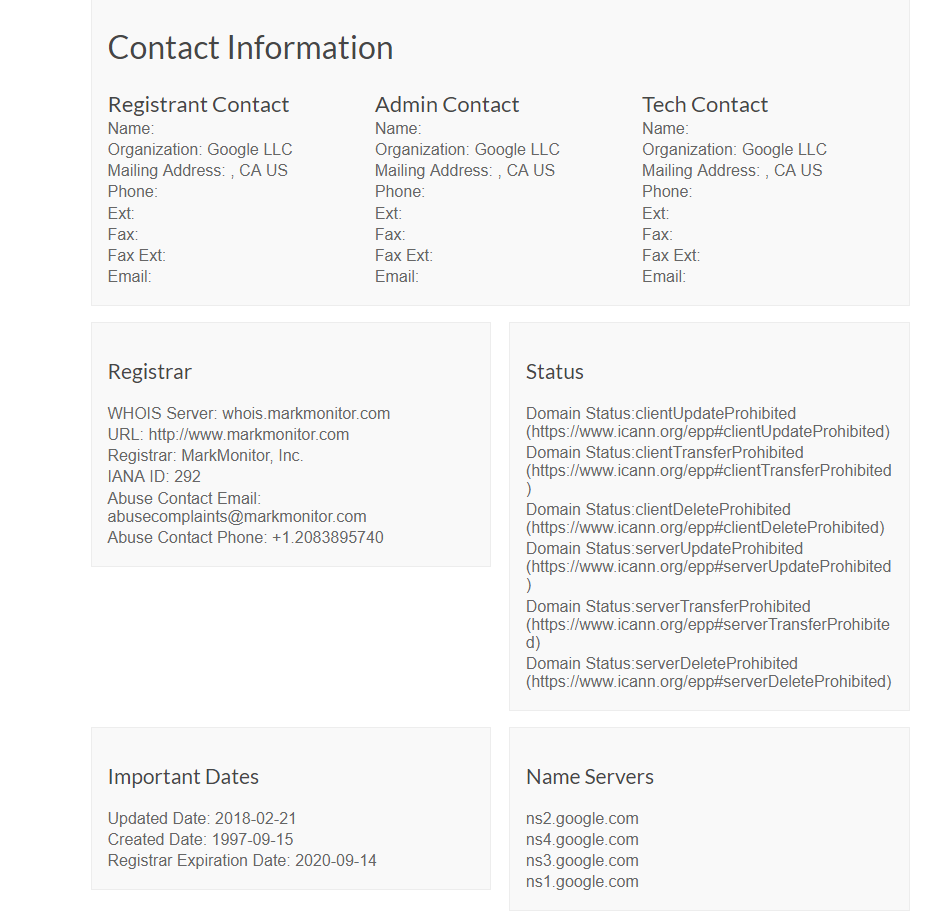 Contact Information
Registrant Contact
Name:
Organization: Google LLC
Mailing Address: , CA US
Phone:
Ext:
Fax:
Fax Ext:
Email:
Admin Contact
Name:
Organization: Google LLC
Mailing Address: , CA US
Phone:
Ext:
Fax:
Fax Ext:
Email:
Tech Contact
Name:
Organization: Google LLC
Mailing Address: , CA US
Phone:
Ext:
Fax:
Fax Ext:
Email:
Registrar
WHOIS Server: whois.markmonitor.com
URL: http://www.markmonitor.com
Registrar: MarkMonitor, Inc.
IANA ID: 292
Abuse Contact Email:
abusecomplaints@markmonitor.com
Abuse Contact Phone: +1.2083895740
Status
Domain Status:clientUpdateProhibited
(https://www.icann.org/epp#clientUpdateProhibited)
Domain Status:clientTransferProhibited
(https://www.icann.org/epp#clientTransferProhibited
)
Domain Status:clientDeleteProhibited
(https://www.icann.org/epp#clientDeleteProhibited)
Domain Status:serverUpdateProhibited
(https://www.icann.org/epp#serverUpdateProhibited
)
Domain Status:serverTransferProhibited
(https://www.icann.org/epp#serverTransferProhibite
d)
Domain Status:serverDeleteProhibited
(https://www.icann.org/epp#serverDeleteProhibited)
Important Dates
Updated Date: 2018-02-21
Created Date: 1997-09-15
Registrar Expiration Date: 2020-09-14
Name Servers
ns2.google.com
ns4.google.com
ns3.google.com
ns1.google.com